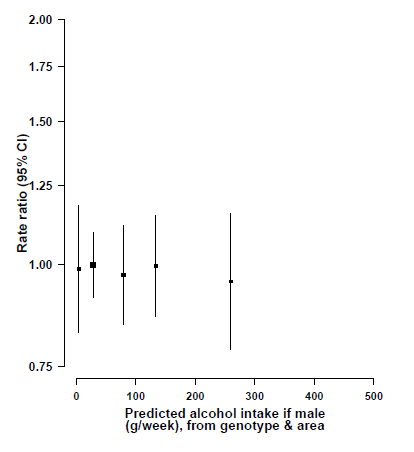 2.00
1.75
1.50
1.25
1.00
0.75
Rate ratio (95% CI)
0 100 200 300 400 500
Predicted alcohol intake if male
(g/week), from genotype & area